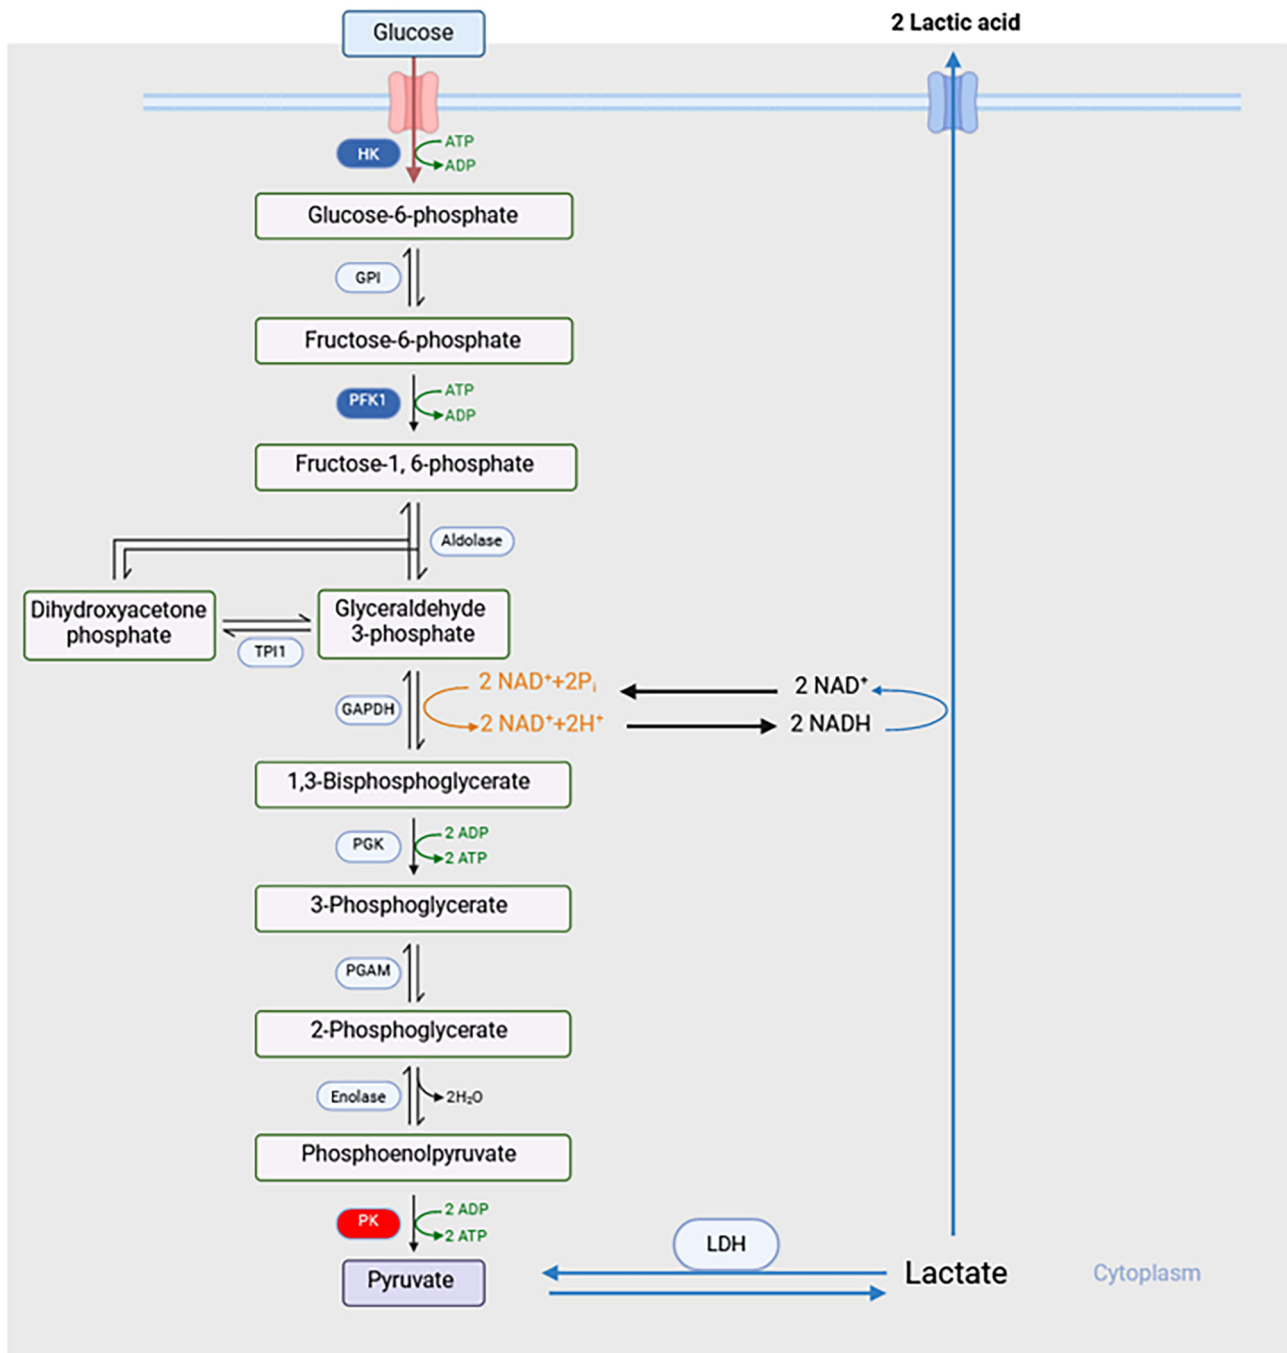 Glucose
2 Lactic acid
HK
ATP
ADP
Glucose-6-phosphate
GPI
Fructose-6-phosphate
PFK1
ATP
ADP
Fructose-1, 6-phosphate
Aldolase
Dihydroxyacetone
phosphate
TPI1
Glyceraldehyde
3-phosphate
GAPDH
2 NAD⁺+2Pᵢ
2 NAD⁺+2H⁺
2 NAD⁺
2 NADH
1,3-Bisphosphoglycerate
PGK
2 ADP
2 ATP
3-Phosphoglycerate
PGAM
2-Phosphoglycerate
Enolase
2H₂O
Phosphoenolpyruvate
PK
2 ADP
2 ATP
Pyruvate
LDH
Lactate
Cytoplasm